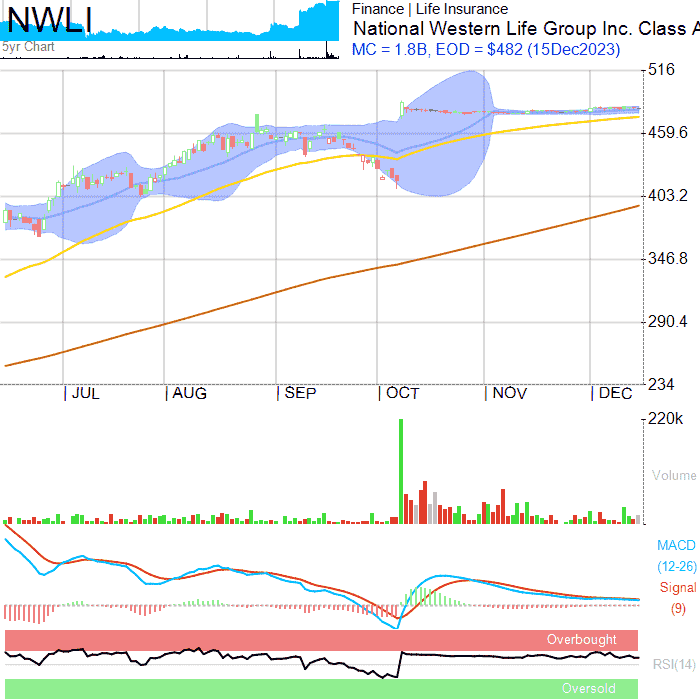 NWLI
5yr Chart
Finance | Life Insurance
National Western Life Group Inc. Class A
MC = 1.8B, EOD = $482 (15Dec2023)
516
459.6
403.2
346.8
290.4
234
| JUL | AUG | SEP | OCT | NOV | DEC
220k
Volume
MACD
(12-26)
Signal
(9)
Overbought
RSI(14)
Oversold